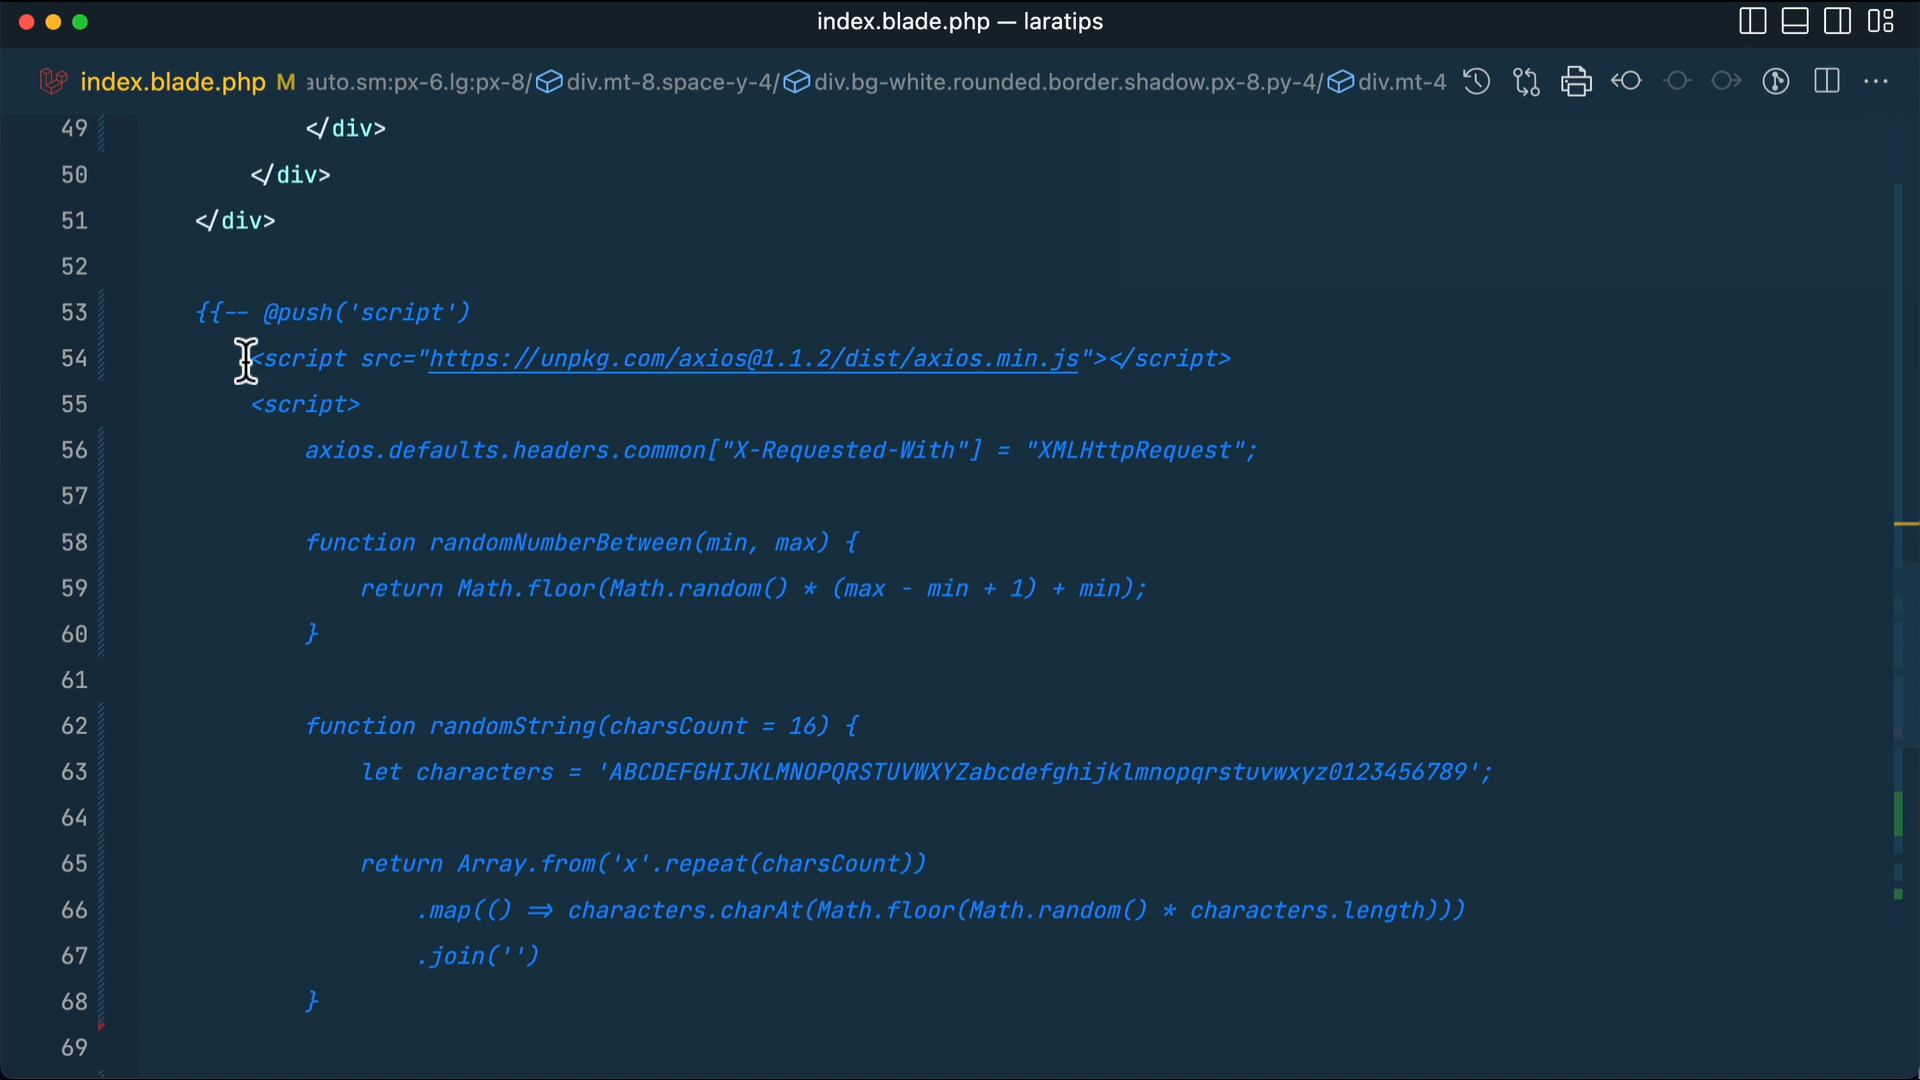 index.blade.php — laratips
index.blade.php M auto.sm:px-6.lg:px-8/ div.mt-8.space-y-4/ div.bg-white.rounded.border.shadow.px-8.py-4/ div.mt-4
49 </div>
50 </div>
51 </div>
52
53 {{-- @push('script')
54 <script src="https://unpkg.com/axios@1.1.2/dist/axios.min.js"></script>
55 <script>
56 axios.defaults.headers.common["X-Requested-With"] = "XMLHttpRequest";
57
58 function randomNumberBetween(min, max) {
59 return Math.floor(Math.random() * (max - min + 1) + min);
60 }
61
62 function randomString(charsCount = 16) {
63 let characters = 'ABCDEFGHIJKLMNOPQRSTUVWXYZabcdefghijklmnopqrstuvwxyz0123456789';
64
65 return Array.from('x'.repeat(charsCount))
66 .map(() => characters.charAt(Math.floor(Math.random() * characters.length)))
67 .join('')
68 }
69